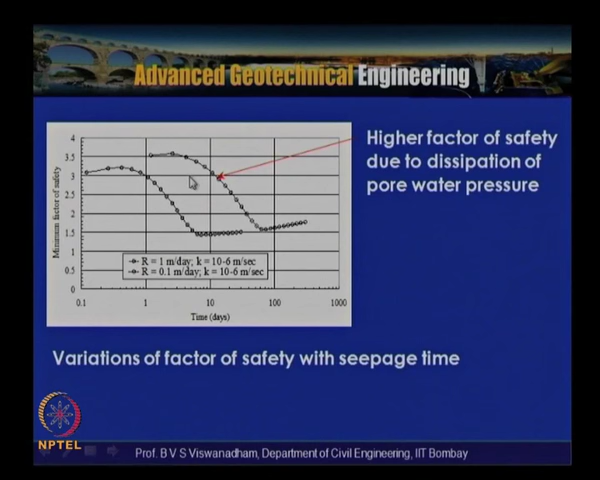 Advanced Geotechnical Engineering
Higher factor of safety
due to dissipation of
pore water pressure
4
3.5
3
2.5
2
1.5
1
0.5
0
Minimum factor of safety
R = 1 m/day; k = 10-6 m/sec
R = 0.1 m/day; k = 10-6 m/sec
0.1 1 10 100 1000
Time (days)
Variations of factor of safety with seepage time
NPTEL
Prof. B V S Viswanadham, Department of Civil Engineering, IIT Bombay